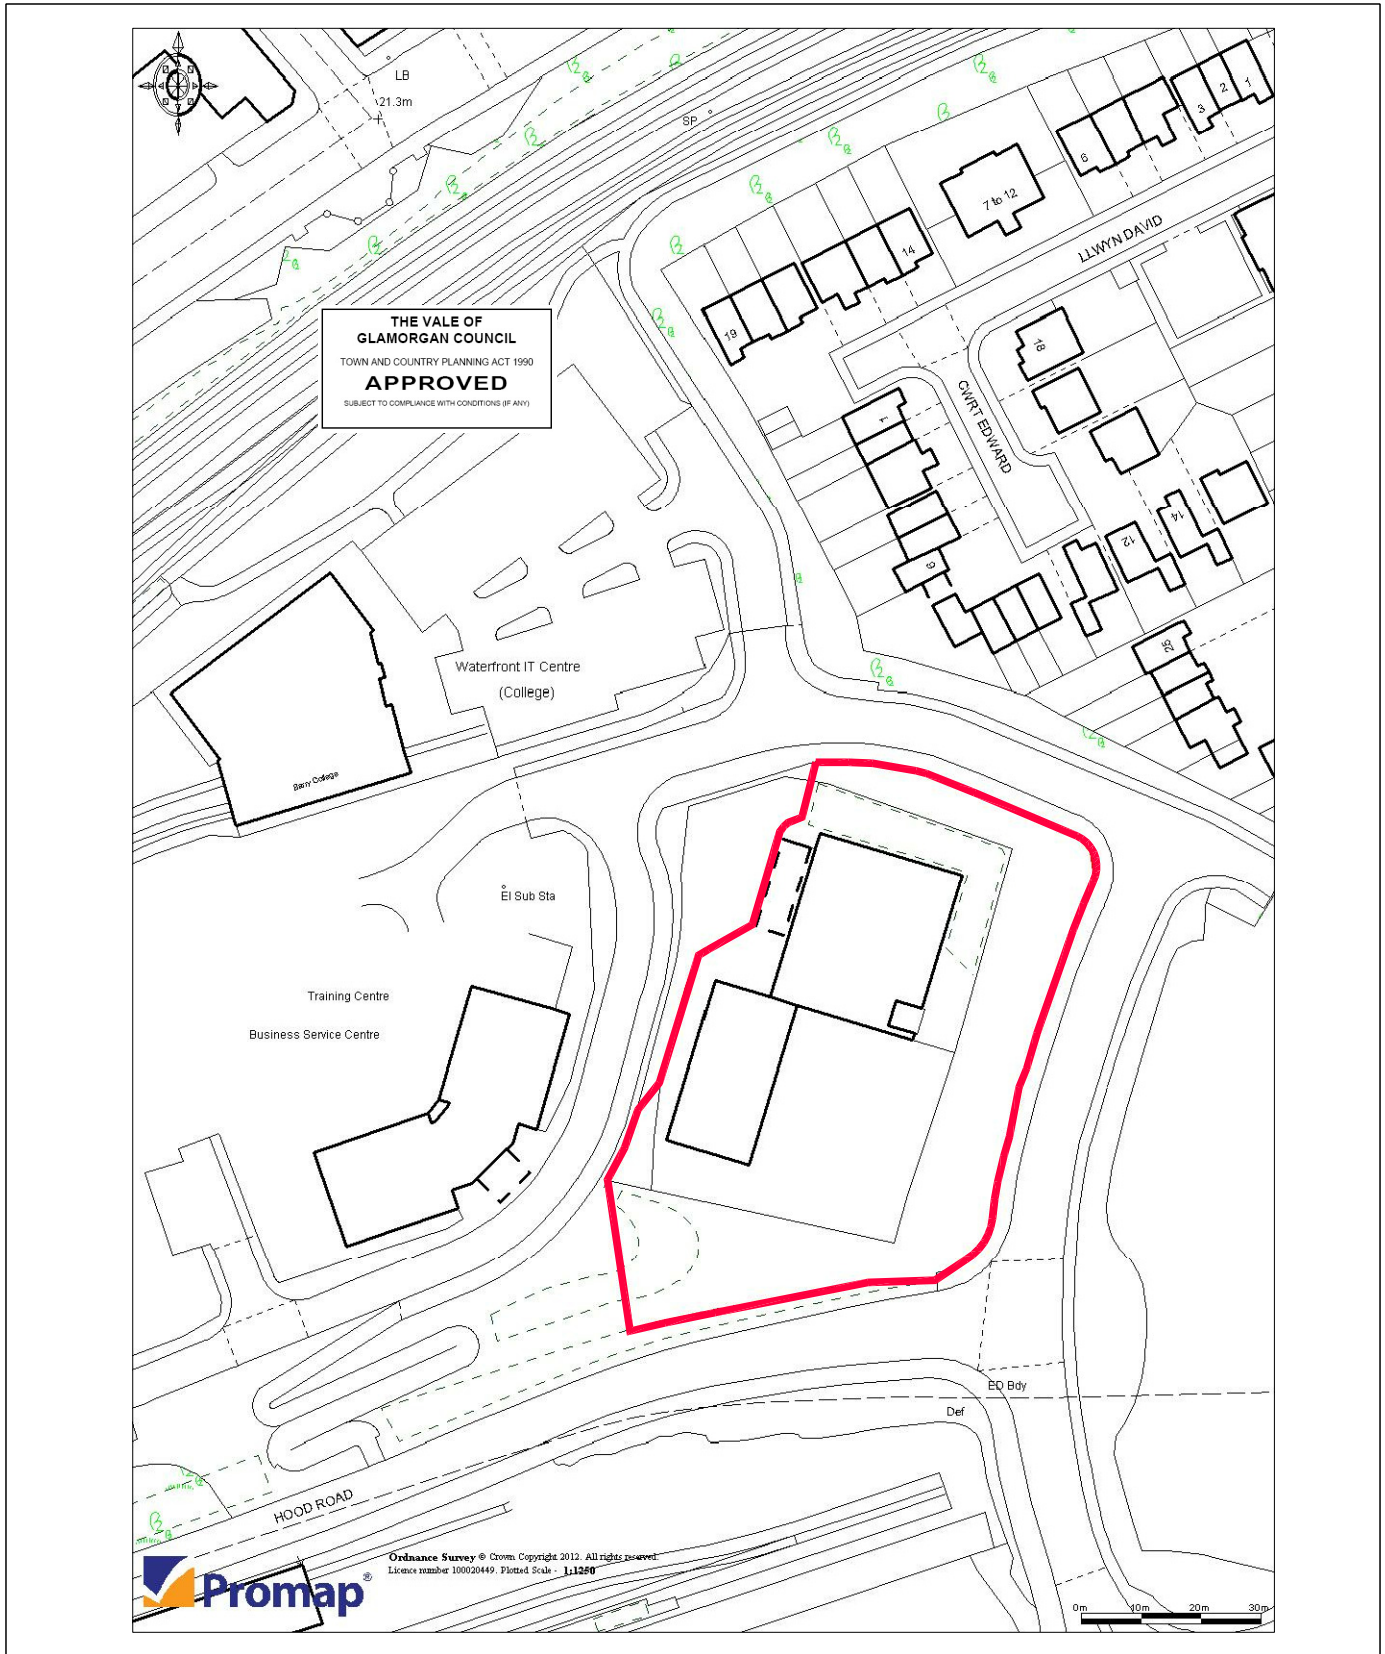 LB
21.3m
SP
1
2
3
6
7 to 12
LLWYN DAVID
14
19
18
THE VALE OF
GLAMORGAN COUNCIL
TOWN AND COUNTRY PLANNING ACT 1990
APPROVED
SUBJECT TO COMPLIANCE WITH CONDITIONS (IF ANY)
CWRT EDWARD
1
14
12
9
25
Waterfront IT Centre
(College)
Barry College
El Sub Sta
Training Centre
Business Service Centre
ED Bdy
Def
HOOD ROAD
Promap®
Ordnance Survey © Crown Copyright 2012. All rights reserved.
Licence number 100020449. Plotted Scale - 1:1250
0m 10m 20m 30m